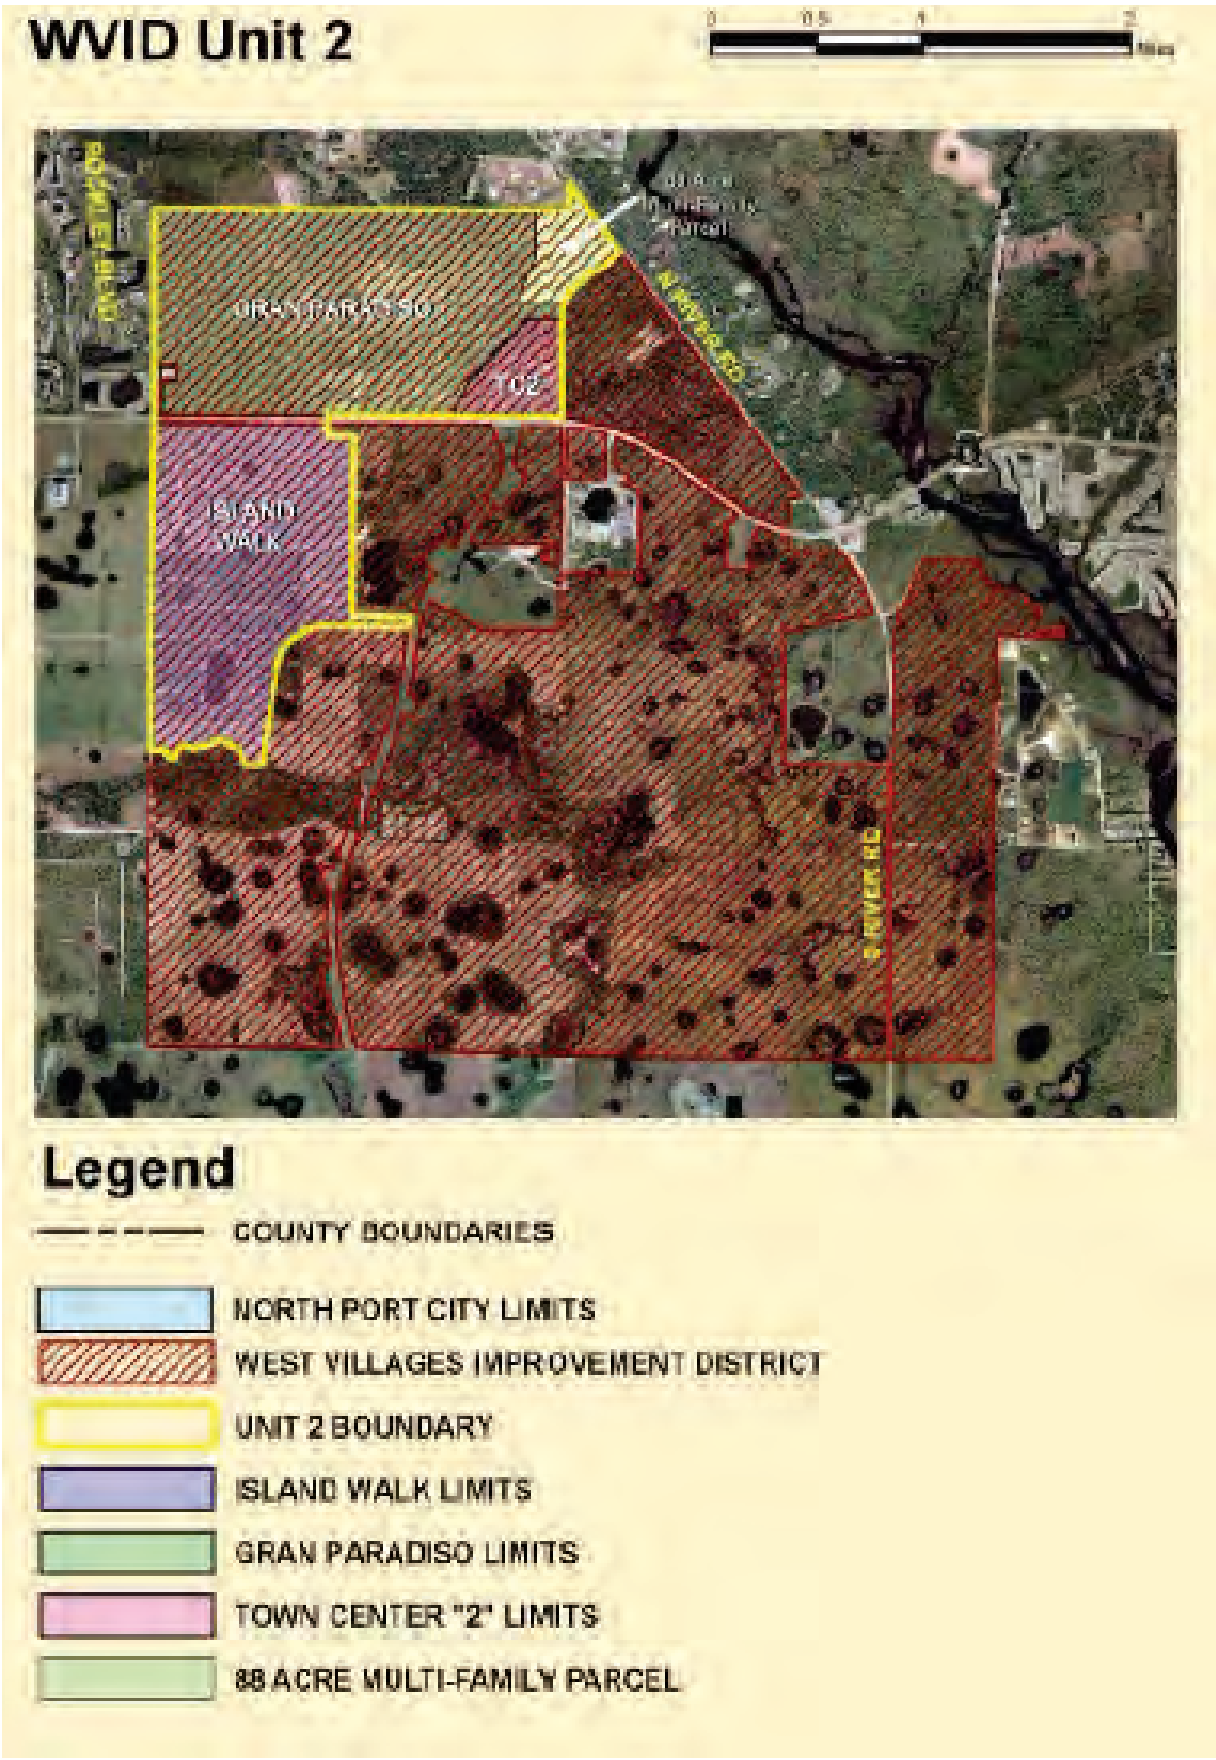 WVID Unit 2
0 0.5 1 2
Miles
GRAN PARADISO
TC2
N RIVER RD
ISLAND
WALK
S RIVER RD
Legend
COUNTY BOUNDARIES
NORTH PORT CITY LIMITS
WEST VILLAGES IMPROVEMENT DISTRICT
UNIT 2 BOUNDARY
ISLAND WALK LIMITS
GRAN PARADISO LIMITS
TOWN CENTER "2" LIMITS
88 ACRE MULTI-FAMILY PARCEL